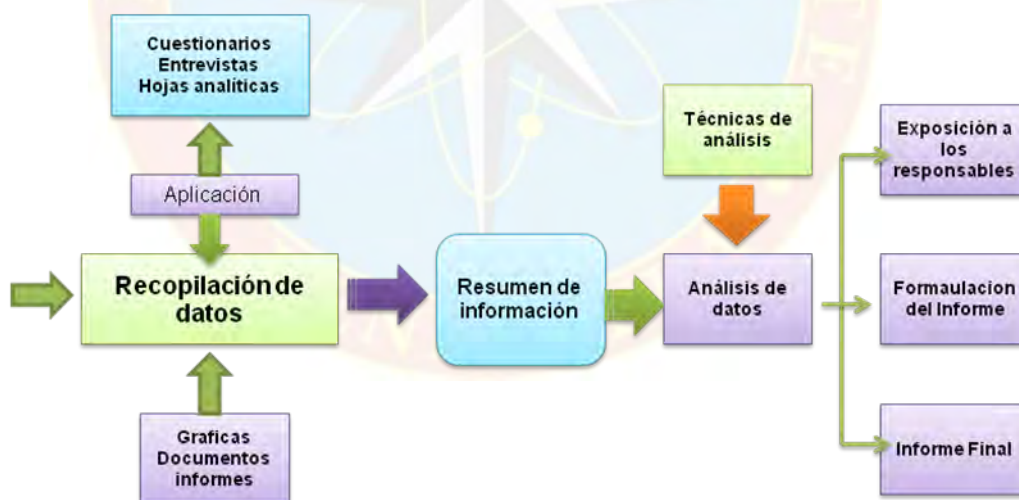 Cuestionarios
Entrevistas
Hojas analíticas
Aplicación
Recopilación de
datos
Graficas
Documentos
informes
Resumen de
información
Técnicas de
análisis
Análisis de
datos
Exposición a
los
responsables
Formaulacion
del Informe
Informe Final